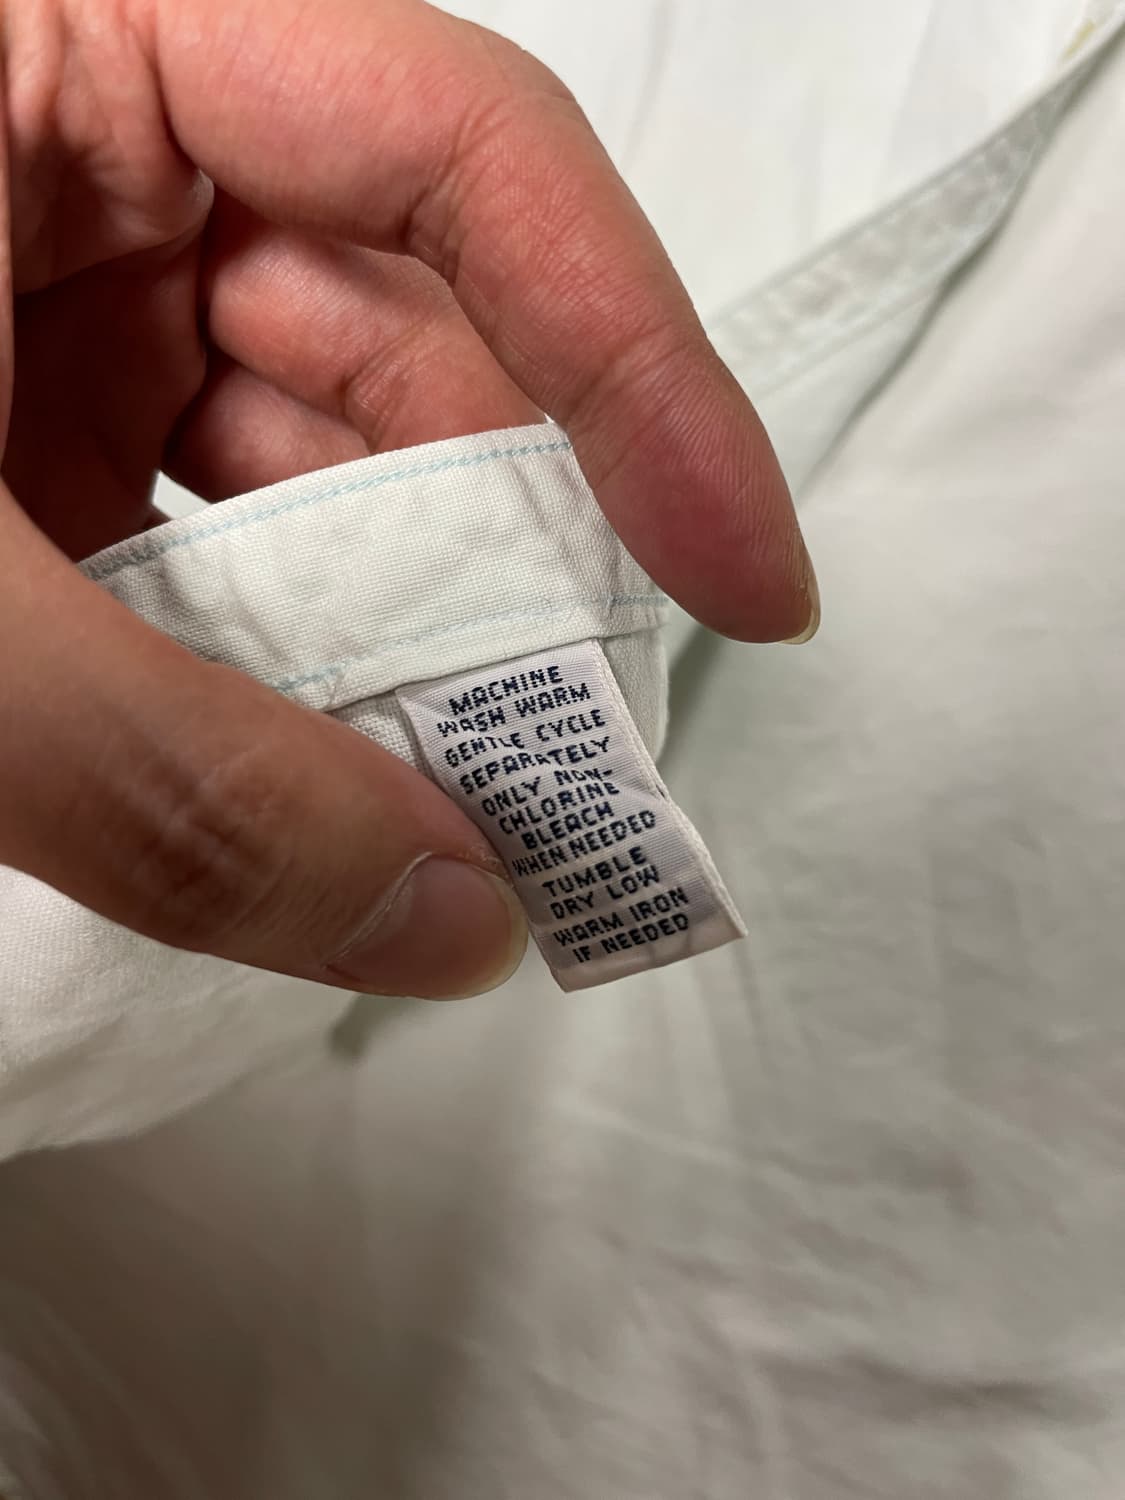 MACHINE
WASH WARM
GENTLE CYCLE
SEPARATELY
ONLY NON-
CHLORINE
BLEACH
WHEN NEEDED
TUMBLE
DRY LOW
WARM IRON
IF NEEDED